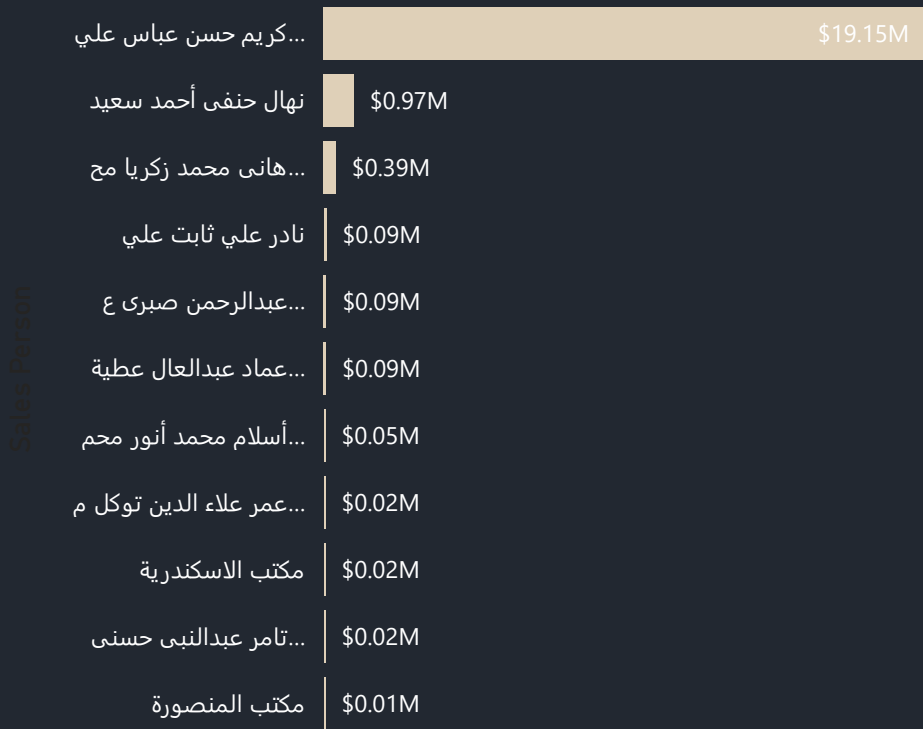 كريم حسن عباس علي...
$19.15M
نهال حنفى أحمد سعيد
$0.97M
هانى محمد زكريا مح...
$0.39M
نادر علي ثابت علي
$0.09M
عبدالرحمن صبرى ع...
$0.09M
عماد عبدالعال عطية...
$0.09M
أسلام محمد أنور محم...
$0.05M
عمر علاء الدين توكل م...
$0.02M
مكتب الاسكندرية
$0.02M
تامر عبدالنبى حسنى...
$0.02M
مكتب المنصورة
$0.01M
Sales Person